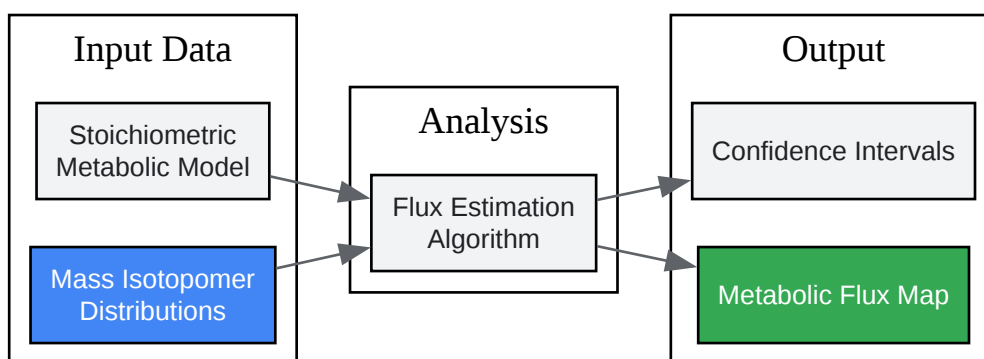 Input Data
Stoichiometric
Metabolic Model
Mass Isotopomer
Distributions
Analysis
Flux Estimation
Algorithm
Output
Confidence Intervals
Metabolic Flux Map